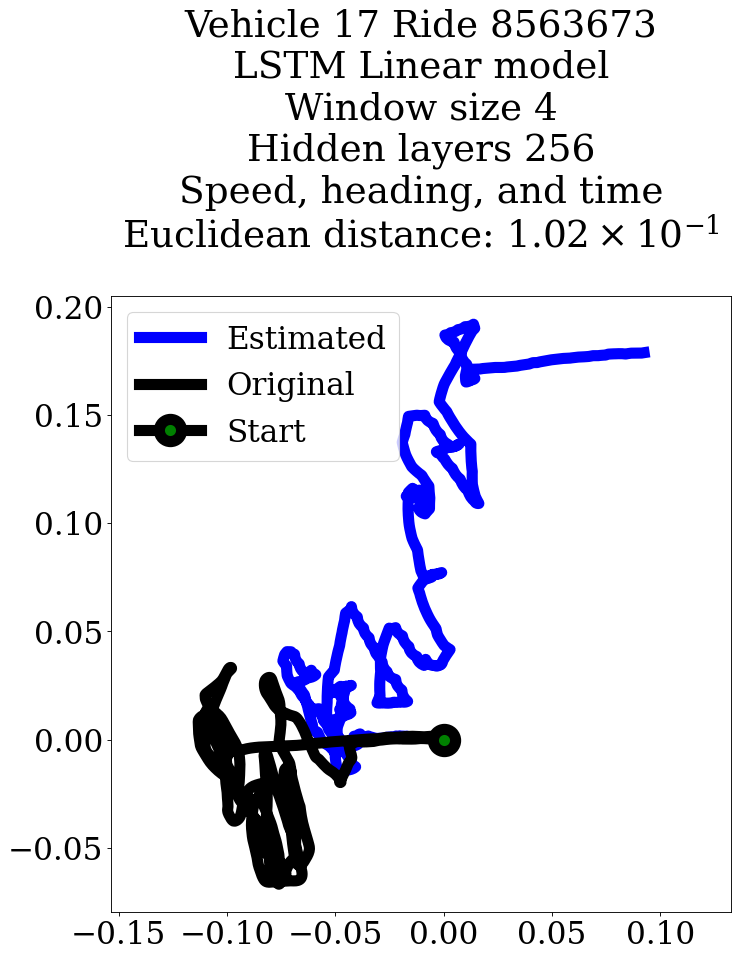 Vehicle 17 Ride 8563673
LSTM Linear model
Window size 4
Hidden layers 256
Speed, heading, and time
Euclidean distance: 1.02 × 10⁻¹
Estimated
Original
Start
0.20
0.15
0.10
0.05
0.00
−0.05
−0.15 −0.10 −0.05 0.00 0.05 0.10